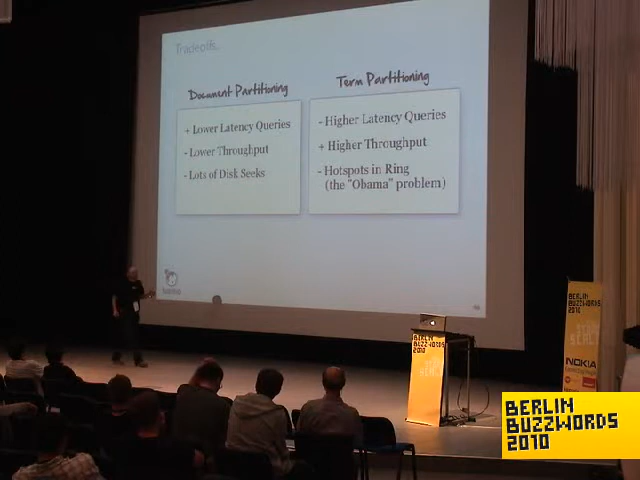 Tradeoffs...
Document Partitioning
+ Lower Latency Queries
- Lower Throughput
- Lots of Disk Seeks
Term Partitioning
- Higher Latency Queries
+ Higher Throughput
- Hotspots in Ring
(the "Obama" problem)
BERLIN
BUZZWORDS
2010
BERLIN
BUZZWORDS
2010
NOKIA
BERLIN
BUZZWORDS
2010